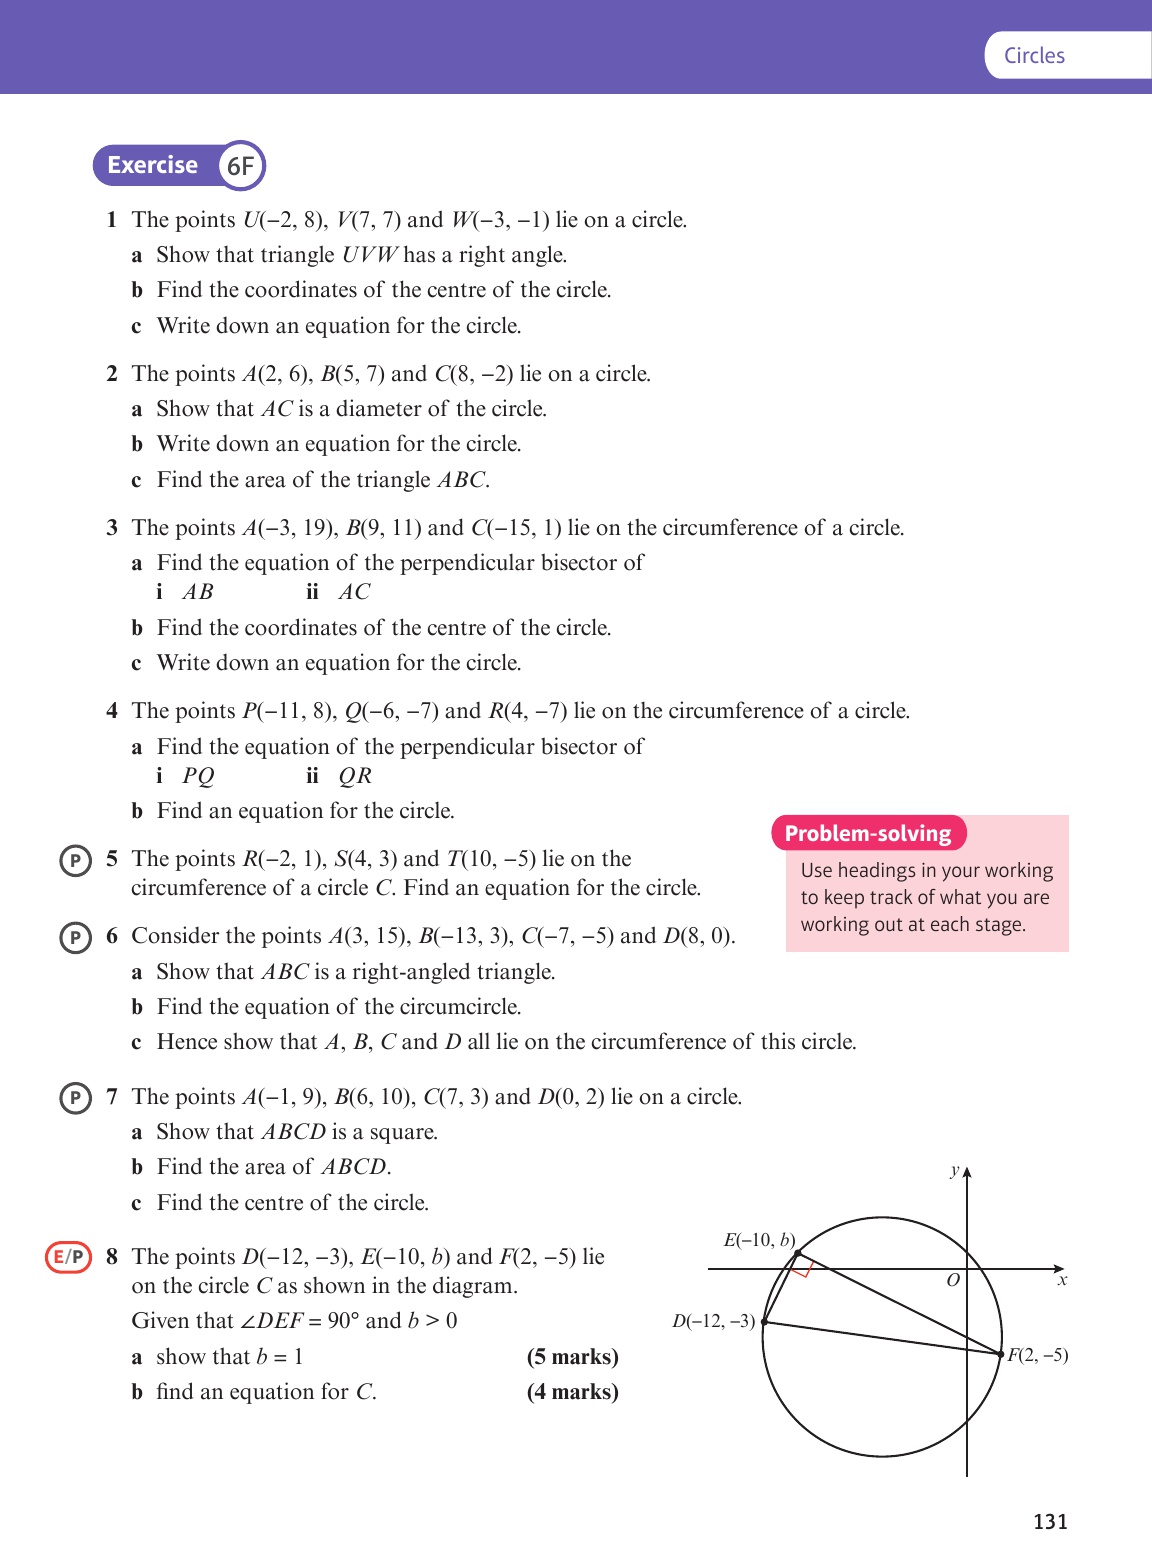 Circles
Exercise 6F
1 The points U(−2, 8), V(7, 7) and W(−3, −1) lie on a circle.
a Show that triangle UVW has a right angle.
b Find the coordinates of the centre of the circle.
c Write down an equation for the circle.
2 The points A(2, 6), B(5, 7) and C(8, −2) lie on a circle.
a Show that AC is a diameter of the circle.
b Write down an equation for the circle.
c Find the area of the triangle ABC.
3 The points A(−3, 19), B(9, 11) and C(−15, 1) lie on the circumference of a circle.
a Find the equation of the perpendicular bisector of
i AB ii AC
b Find the coordinates of the centre of the circle.
c Write down an equation for the circle.
4 The points P(−11, 8), Q(−6, −7) and R(4, −7) lie on the circumference of a circle.
a Find the equation of the perpendicular bisector of
i PQ ii QR
b Find an equation for the circle.
P 5 The points R(−2, 1), S(4, 3) and T(10, −5) lie on the
circumference of a circle C. Find an equation for the circle.
Problem-solving
Use headings in your working
to keep track of what you are
working out at each stage.
P 6 Consider the points A(3, 15), B(−13, 3), C(−7, −5) and D(8, 0).
a Show that ABC is a right-angled triangle.
b Find the equation of the circumcircle.
c Hence show that A, B, C and D all lie on the circumference of this circle.
P 7 The points A(−1, 9), B(6, 10), C(7, 3) and D(0, 2) lie on a circle.
a Show that ABCD is a square.
b Find the area of ABCD.
c Find the centre of the circle.
E/P 8 The points D(−12, −3), E(−10, b) and F(2, −5) lie
on the circle C as shown in the diagram.
Given that ∠DEF = 90° and b > 0
a show that b = 1 (5 marks)
b find an equation for C. (4 marks)
y
E(−10, b)
O
x
D(−12, −3)
F(2, −5)
131